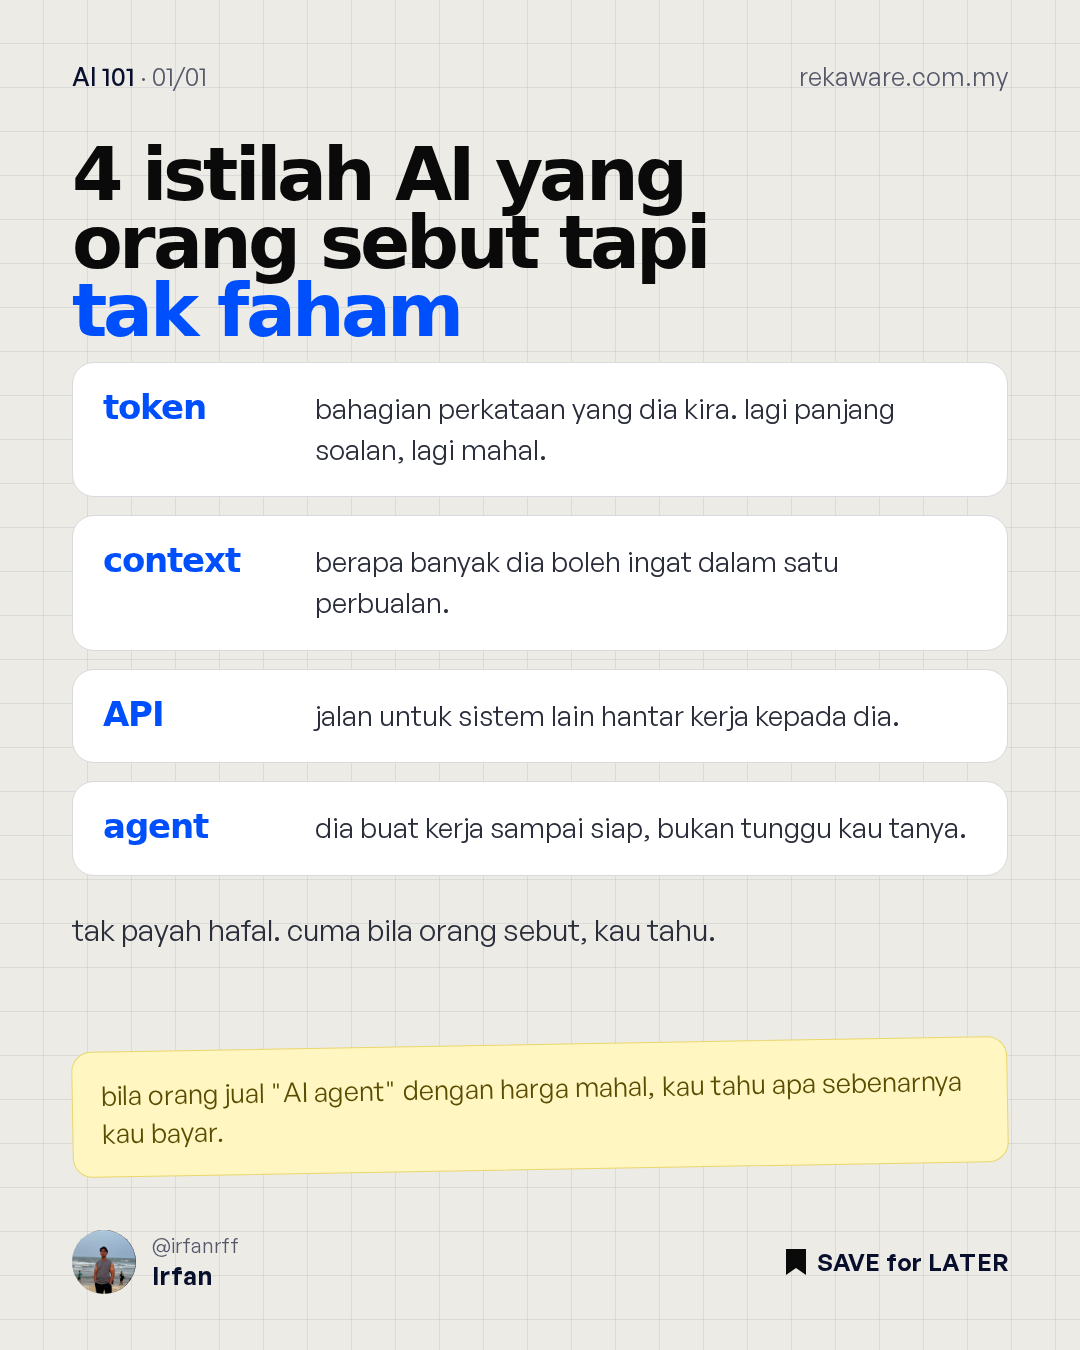 AI 101 · 01/01
rekaware.com.my
4 istilah AI yang
orang sebut tapi
tak faham
token
bahagian perkataan yang dia kira. lagi panjang
soalan, lagi mahal.
context
berapa banyak dia boleh ingat dalam satu
perbualan.
API
jalan untuk sistem lain hantar kerja kepada dia.
agent
dia buat kerja sampai siap, bukan tunggu kau tanya.
tak payah hafal. cuma bila orang sebut, kau tahu.
bila orang jual "AI agent" dengan harga mahal, kau tahu apa sebenarnya
kau bayar.
@irfanrff
Irfan
SAVE for LATER